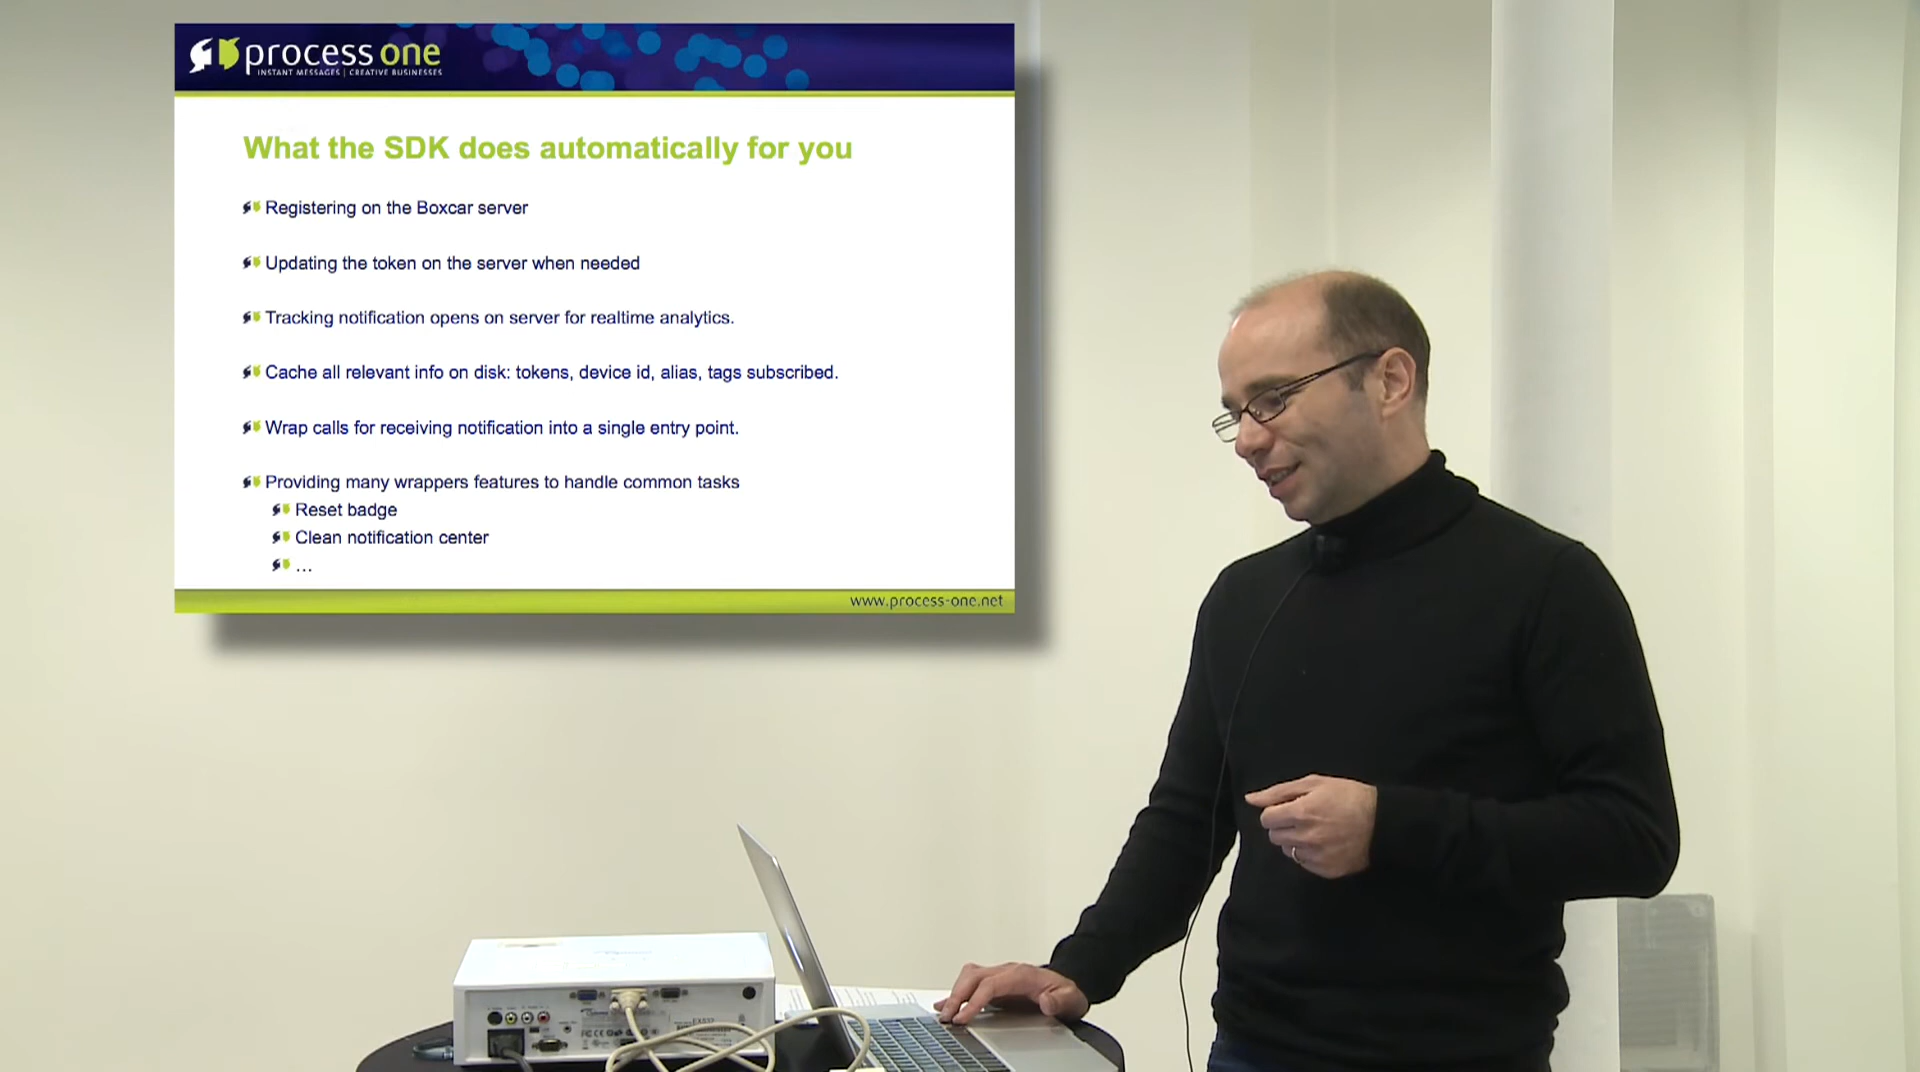 process one
INSTANT MESSAGES | CREATIVE BUSINESSES
What the SDK does automatically for you
Registering on the Boxcar server
Updating the token on the server when needed
Tracking notification opens on server for realtime analytics.
Cache all relevant info on disk: tokens, device id, alias, tags subscribed.
Wrap calls for receiving notification into a single entry point.
Providing many wrappers features to handle common tasks
Reset badge
Clean notification center
...
www.process-one.net